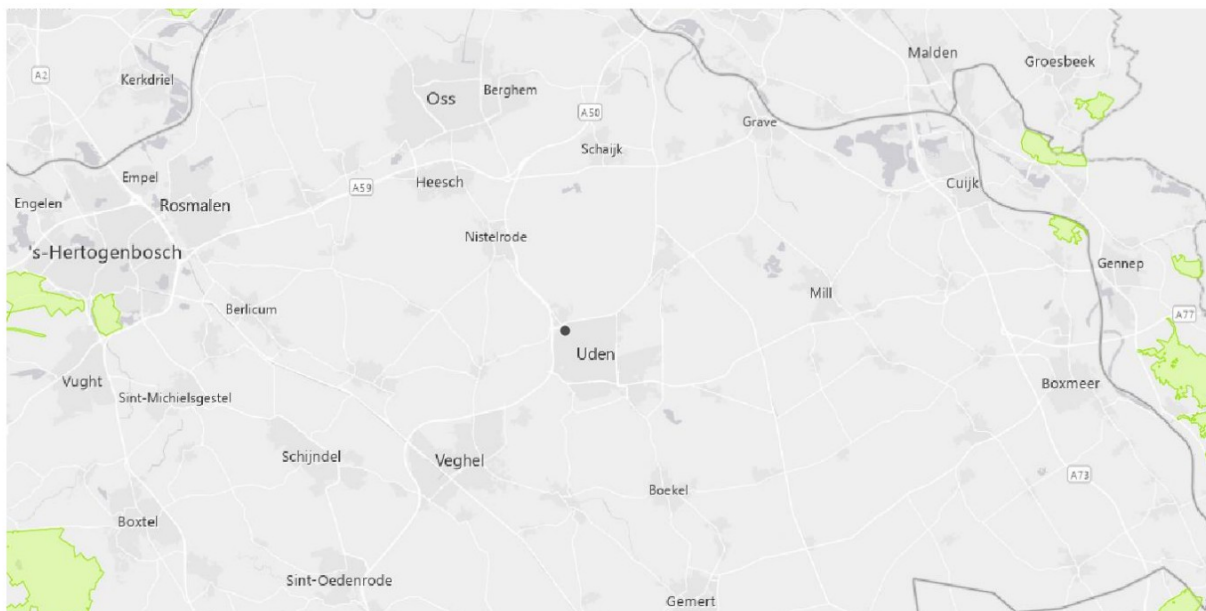 Malden
Groesbeek
A2
Kerkdriel
Oss
Berghem
A50
Grave
Schaijk
Empel
A59
Heesch
Cuijk
Engelen
Rosmalen
Nistelrode
's-Hertogenbosch
Gennep
Mill
Berlicum
A77
Uden
Vught
Boxmeer
Sint-Michielsgestel
Schijndel
Veghel
A73
Boekel
Boxtel
Sint-Oedenrode
Gemert